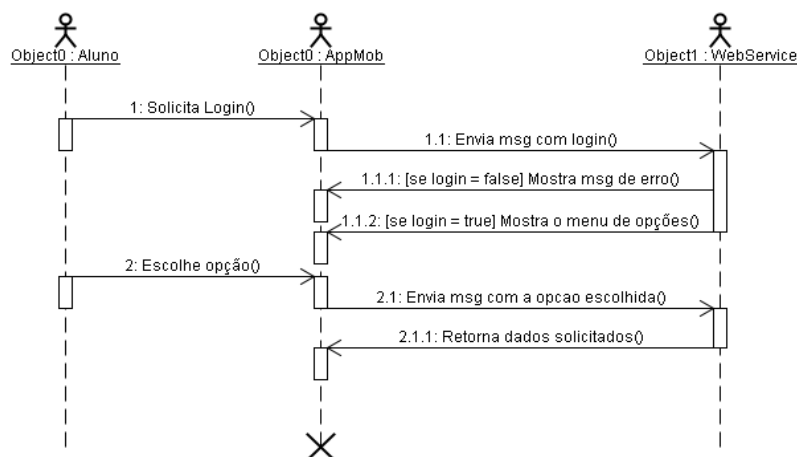 Object0 : Aluno
Object0 : AppMob
Object1 : WebService
1: Solicita Login()
1.1: Envia msg com login()
1.1.1: [se login = false] Mostra msg de erro()
1.1.2: [se login = true] Mostra o menu de opções()
2: Escolhe opção()
2.1: Envia msg com a opcao escolhida()
2.1.1: Retorna dados solicitados()